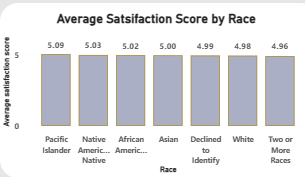 Average Satsifaction Score by Race
Average satisfaction score
5
0
5.09 5.03 5.02 5.00 4.99 4.98 4.96
Pacific Islander
Native Americ... Native
African Americ...
Asian
Declined to Identify
White
Two or More Races
Race